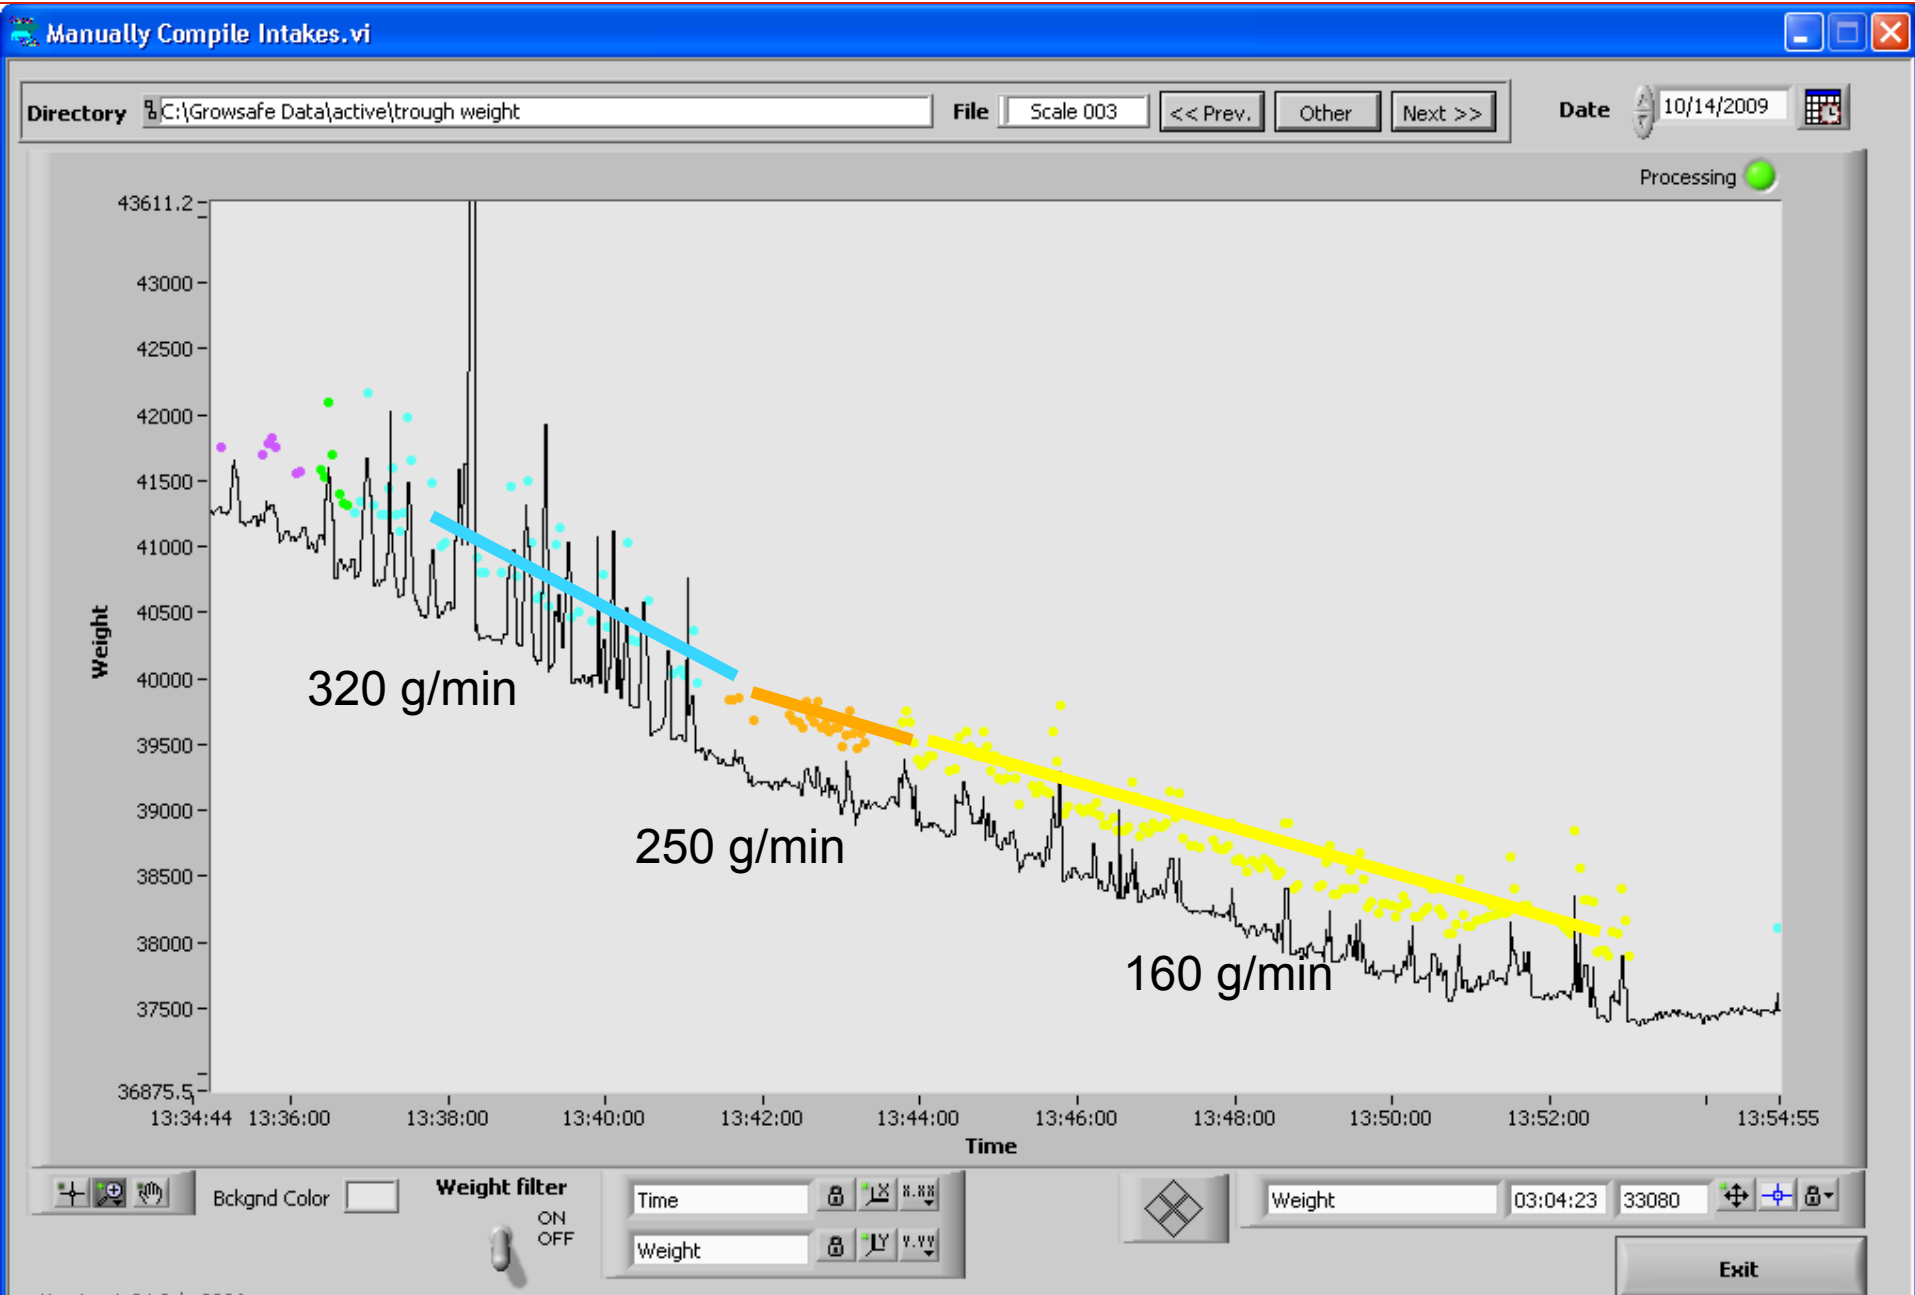 Manually Compile Intakes.vi
Directory C:\Growsafe Data\active\trough weight File Scale 003 << Prev. Other Next >> Date 10/14/2009
Processing
43611.2
43000
42500
42000
41500
41000
40500
40000
39500
39000
38500
38000
37500
36875.5
Weight
320 g/min
250 g/min
160 g/min
13:34:44 13:36:00 13:38:00 13:40:00 13:42:00 13:44:00 13:46:00 13:48:00 13:50:00 13:52:00 13:54:55
Time
Bckgnd Color Weight filter
ON
OFF
Time X X.XX
Weight Y Y.YY
Weight 03:04:23 33080
Exit